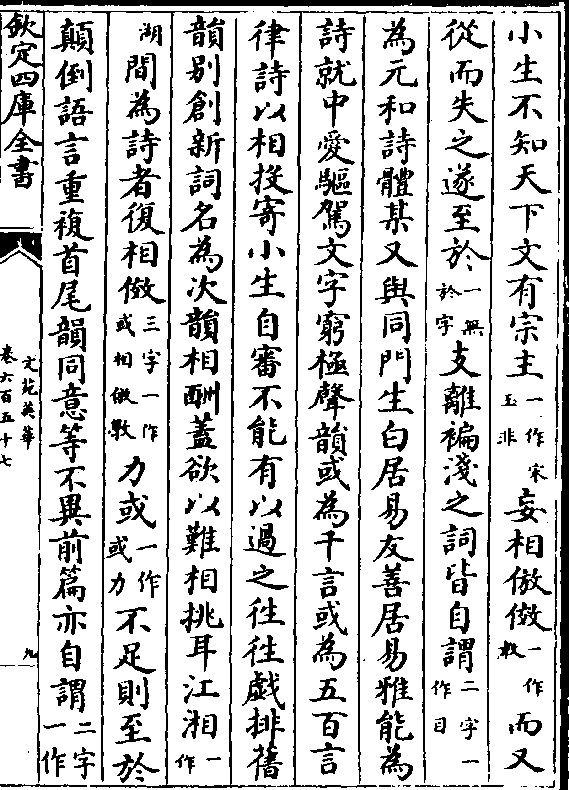 小生不知天下文有宗主一作宋玉非妄相倣傚一作教而又
從而失之遂至於一無於字支離褊淺之詞皆自謂二字一作目
為元和詩體某又與同門生白居易友善居易雅能為
詩就中愛驅駕文字窮極聲韻或為千言或為五百言
律詩以相投寄小生自審不能有以過之徃徃戯排舊
韻别創新詞名為次韻相酬蓋欲以難相挑耳江湘一作
湖間為詩者復相倣三字一作或相倣斆力或一作或力不足則至於
顛倒語言重複首尾韻同意等不異前篇亦自謂二字一作
欽定四庫全書
文苑英華
卷六百五十七
九